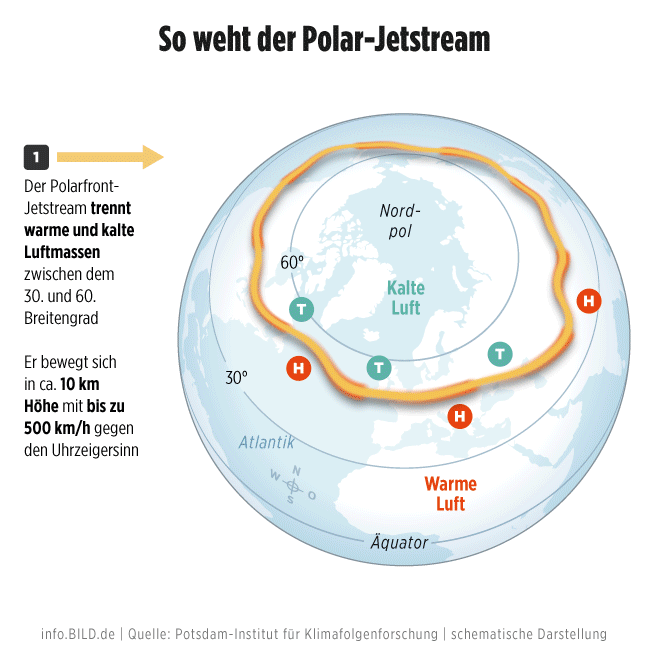 So weht der Polar-Jetstream
1
Der Polarfront-
Jetstream trennt
warme und kalte
Luftmassen
zwischen dem
30. und 60.
Breitengrad
Er bewegt sich
in ca. 10 km
Höhe mit bis zu
500 km/h gegen
den Uhrzeigersinn
Nord-
pol
60º
Kalte
Luft
T
H
H
T
T
30º
H
Atlantik
N
W
O
S
Warme
Luft
Äquator
info.BILD.de | Quelle: Potsdam-Institut für Klimafolgenforschung | schematische Darstellung